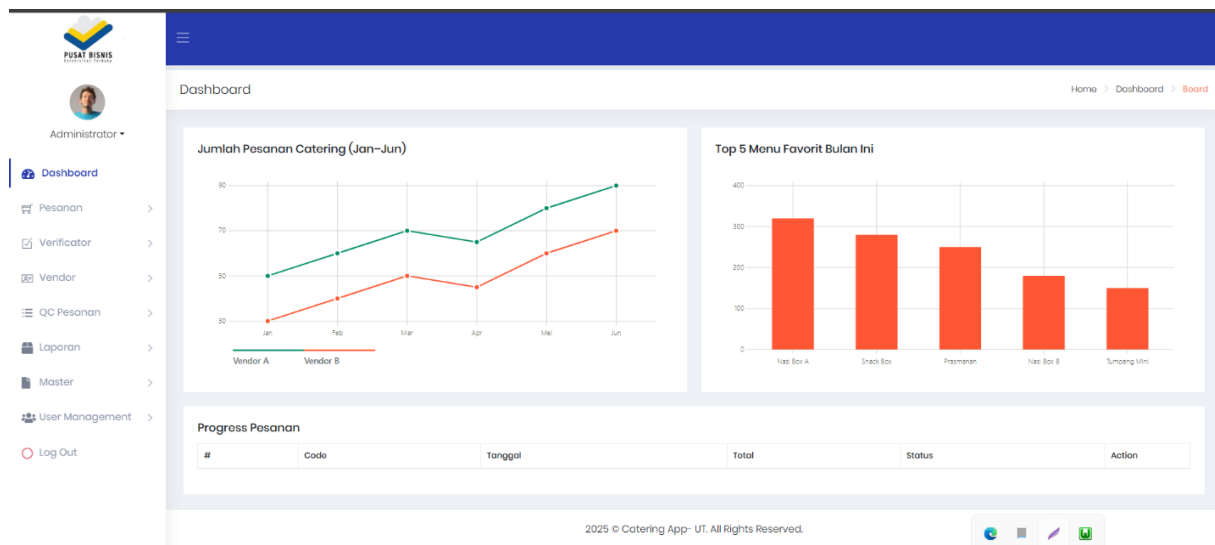 PUSAT BISNIS
Universitas Terbuka
Administrator
Dashboard
Pesanan
Verificator
Vendor
QC Pesanan
Laporan
Master
User Management
Log Out
Dashboard
Home > Dashboard > Board
Jumlah Pesanan Catering (Jan–Jun)
90
70
50
30
Jan Feb Mar Apr Mei Jun
Vendor A Vendor B
Top 5 Menu Favorit Bulan Ini
400
300
200
100
0
Nasi Box A Snack Box Prasmanan Nasi Box B Tumpeng Mini
Progress Pesanan
# Code Tanggal Total Status Action
2025 © Catering App- UT. All Rights Reserved.